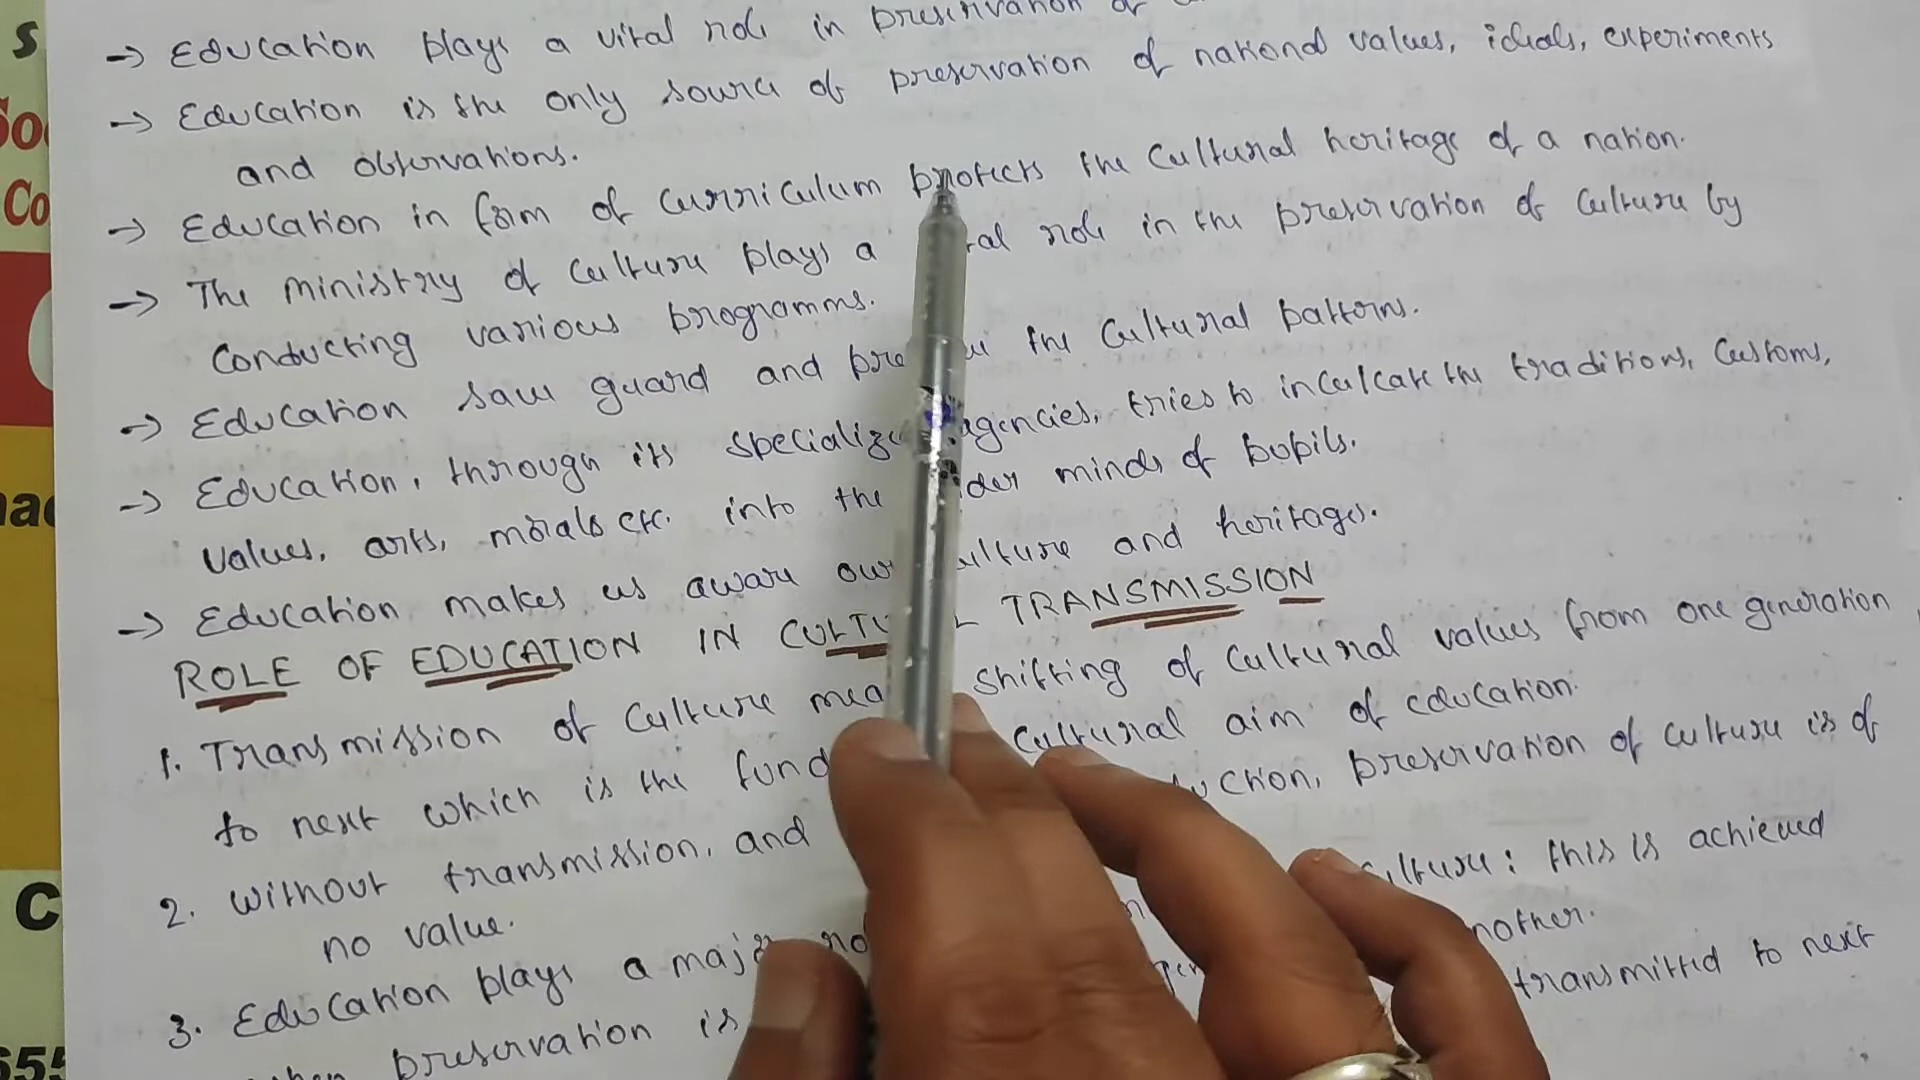 → Education plays a vital role in preservation of
→ Education is the only source of preservation of national values, ideals, experiments
and observations.
→ Education in form of curriculum protects the cultural heritage of a nation.
→ The ministry of culture plays a role in the preservation of culture by
conducting various programms.
→ Education save guard and the cultural patterns.
→ Education, through its agencies, tries to inculcate the traditions, customs,
values, arts, morals etc. into the minds of pupils.
→ Education makes us aware our culture and heritages.
ROLE OF EDUCATION IN TRANSMISSION
1. Transmission of culture shifting of cultural values from one generation
to next which is the cultural aim of education.
2. without transmission, and preservation of culture is of
no value.
3. Education plays a this is achieved
preservation is transmitted to next